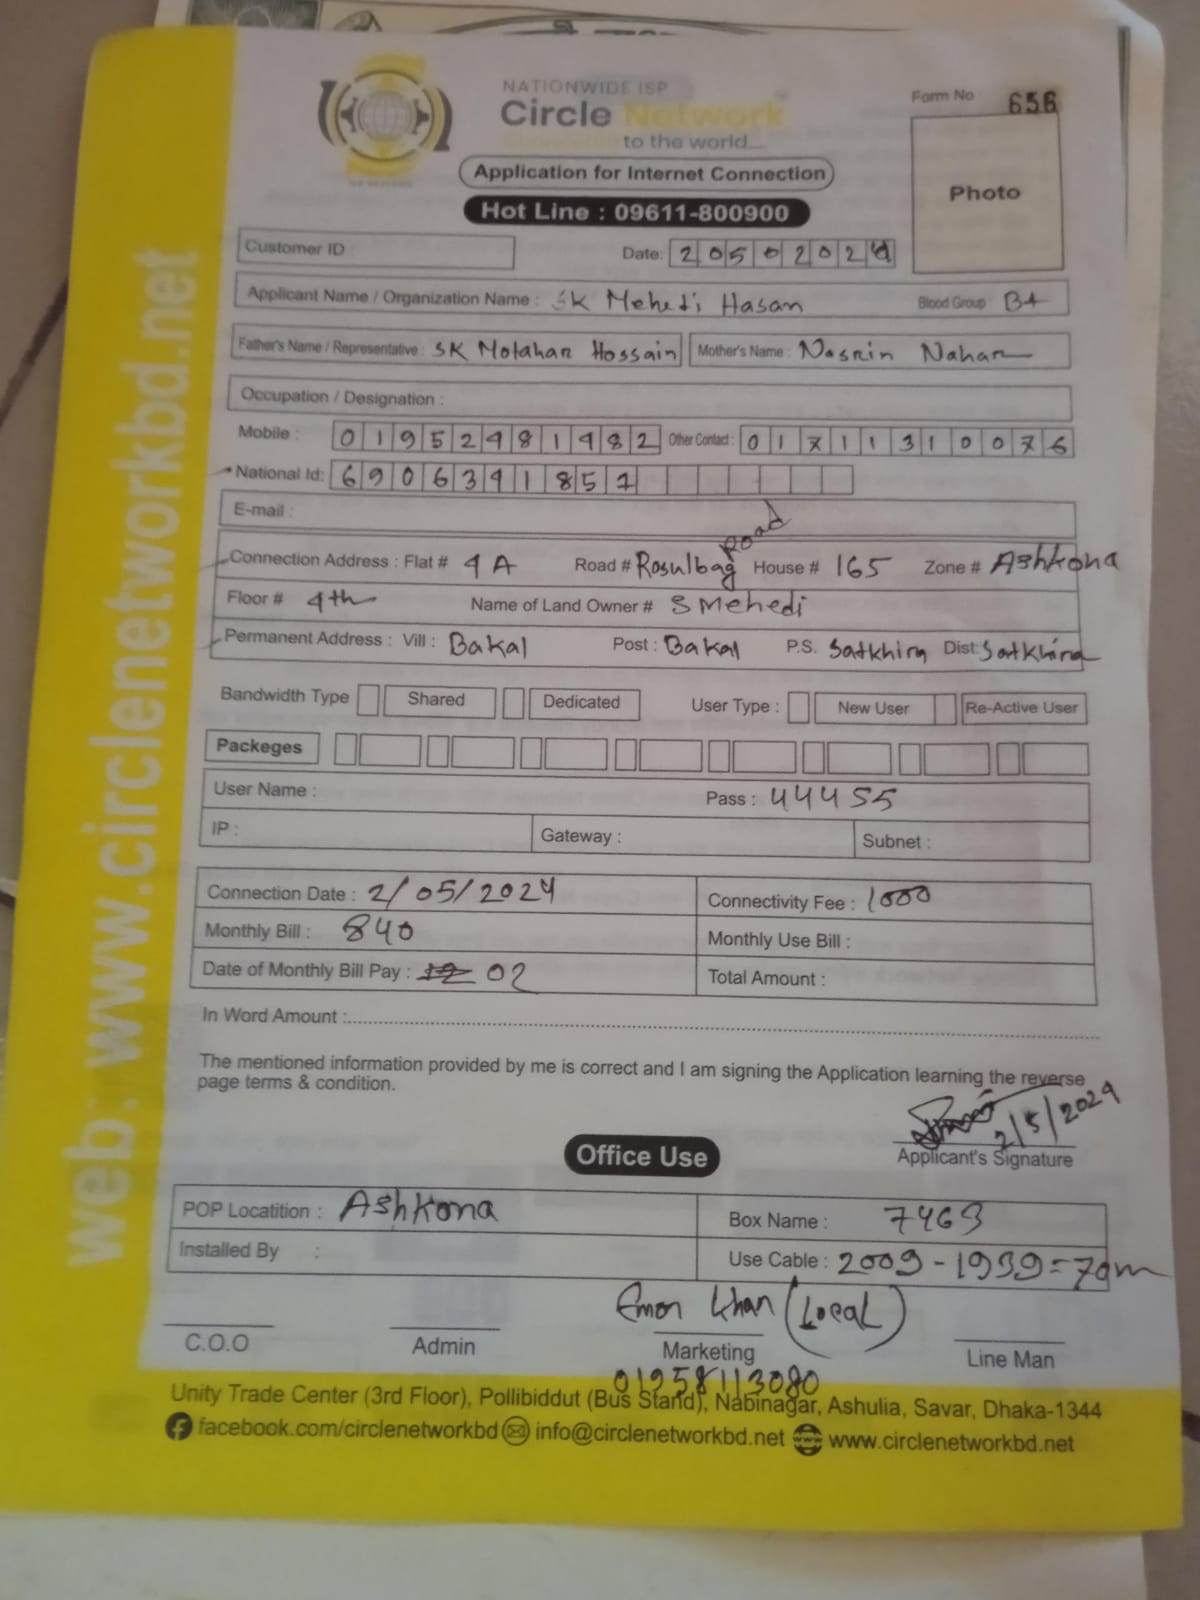 NATIONWIDE ISP
Circle Network
to the world...
Form No 656
Application for Internet Connection
Photo
Hot Line : 09611-800900
Customer ID
Date: 2 0 5 0 2 0 2 4
Applicant Name / Organization Name : SK Mehedi Hasan Blood Group : B+
Father's Name / Representative : SK Motahar Hossain Mother's Name : Nasrin Nahar
Occupation / Designation :
Mobile : 0 1 9 5 2 4 8 1 4 8 2 Other Contact : 0 1 7 1 1 3 1 0 0 7 6
National Id: 6 9 0 6 3 9 1 8 5 7
E-mail :
Connection Address : Flat # 4A Road # Rosulbag Road House # 165 Zone # Ashkona
Floor # 4th Name of Land Owner # S Mehedi
Permanent Address : Vill : Bakal Post : Bakal P.S. Satkhira Dist: Satkhira
Bandwidth Type Shared Dedicated User Type : New User Re-Active User
Packeges
User Name : Pass : 44455
IP : Gateway : Subnet :
Connection Date : 2/05/2024 Connectivity Fee : 1000
Monthly Bill : 840 Monthly Use Bill :
Date of Monthly Bill Pay : 02 Total Amount :
In Word Amount :
The mentioned information provided by me is correct and I am signing the Application learning the reverse
page terms & condition.
2/5/2024
Applicant's Signature
Office Use
POP Locatition : Ashkona Box Name : 7463
Installed By : Use Cable : 2009 - 1939 = 70m
Emon Khan (Local)
C.O.O Admin Marketing Line Man
01958113080
Unity Trade Center (3rd Floor), Pollibiddut (Bus Stand), Nabinagar, Ashulia, Savar, Dhaka-1344
facebook.com/circlenetworkbd info@circlenetworkbd.net www.circlenetworkbd.net
web: www.circlenetworkbd.net